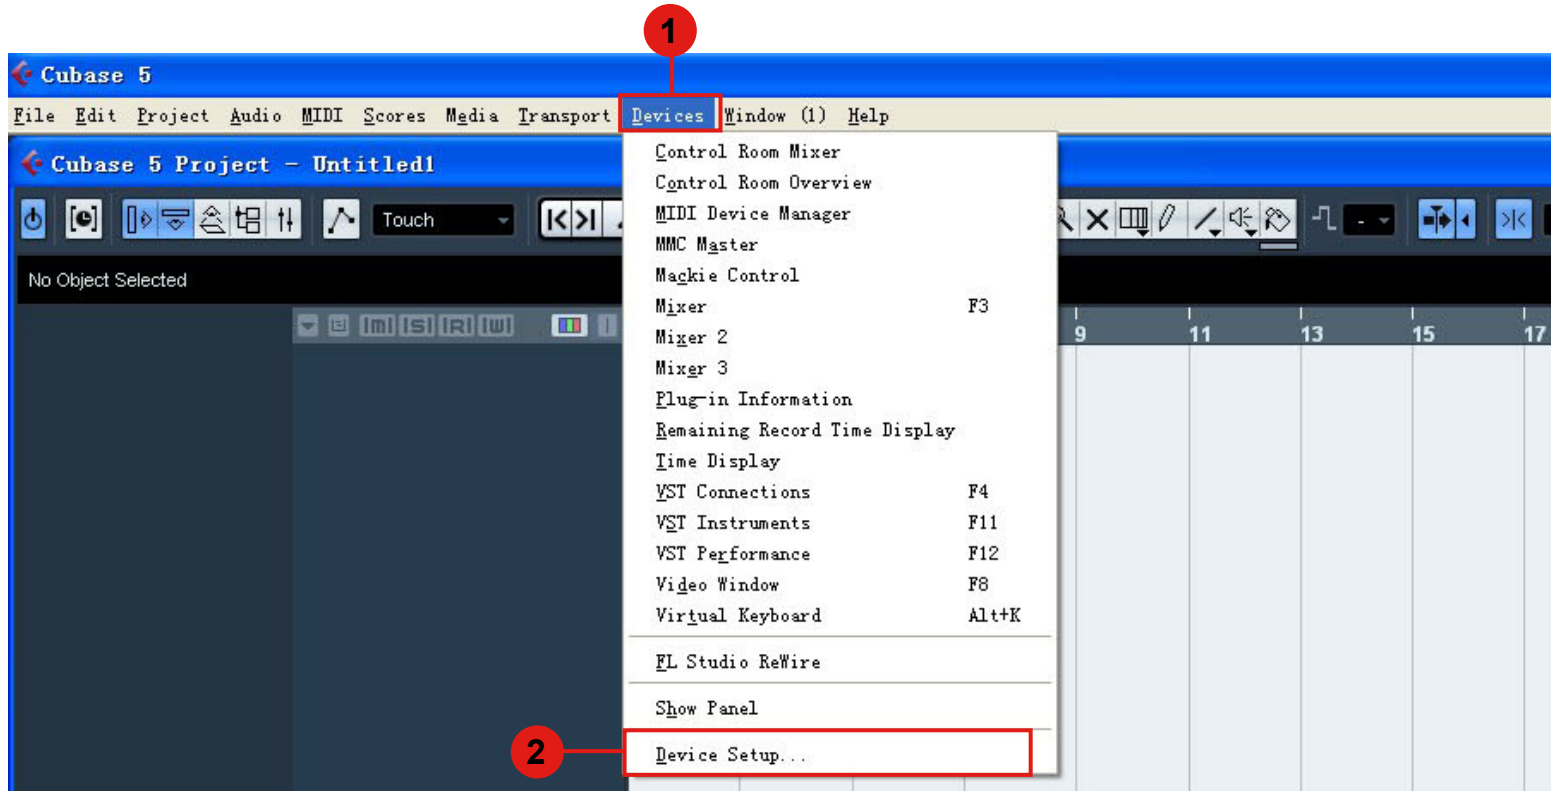 1
Cubase 5
File Edit Project Audio MIDI Scores Media Transport Devices Window (1) Help
Cubase 5 Project - Untitled1
Touch
No Object Selected
m S R W
9 11 13 15 17
Control Room Mixer
Control Room Overview
MIDI Device Manager
MMC Master
Mackie Control
Mixer F3
Mixer 2
Mixer 3
Plug-in Information
Remaining Record Time Display
Time Display
VST Connections F4
VST Instruments F11
VST Performance F12
Video Window F8
Virtual Keyboard Alt+K
FL Studio ReWire
Show Panel
2 Device Setup...